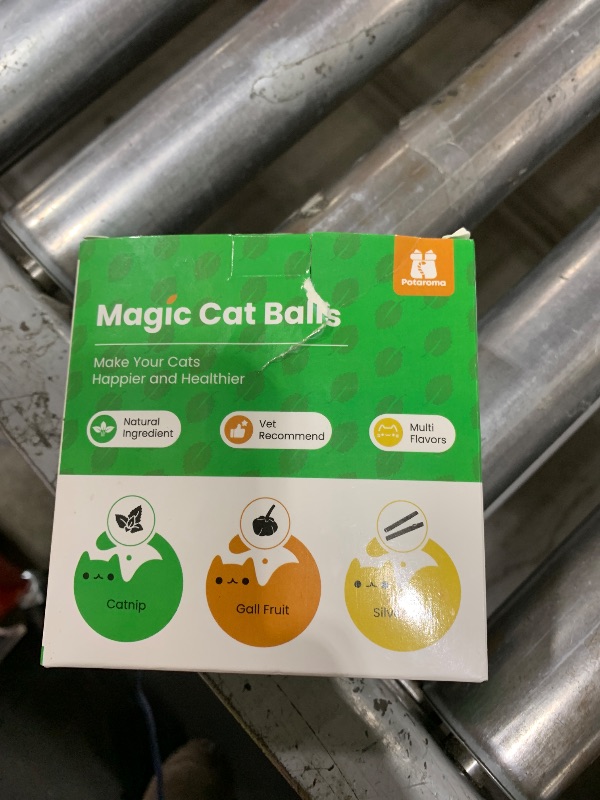 Potaroma
Magic Cat Balls
Make Your Cats
Happier and Healthier
Natural
Ingredient
Vet
Recommend
Multi
Flavors
Catnip
Gall Fruit